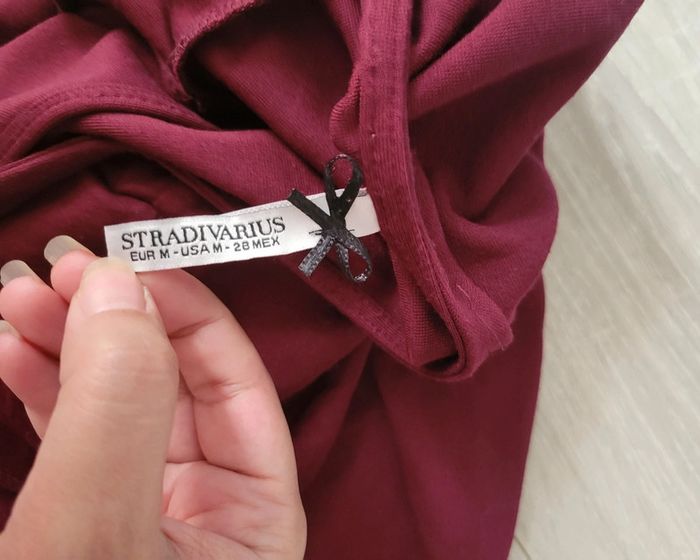 STRADIVARIUS
EUR M - USA M - 28 MEX